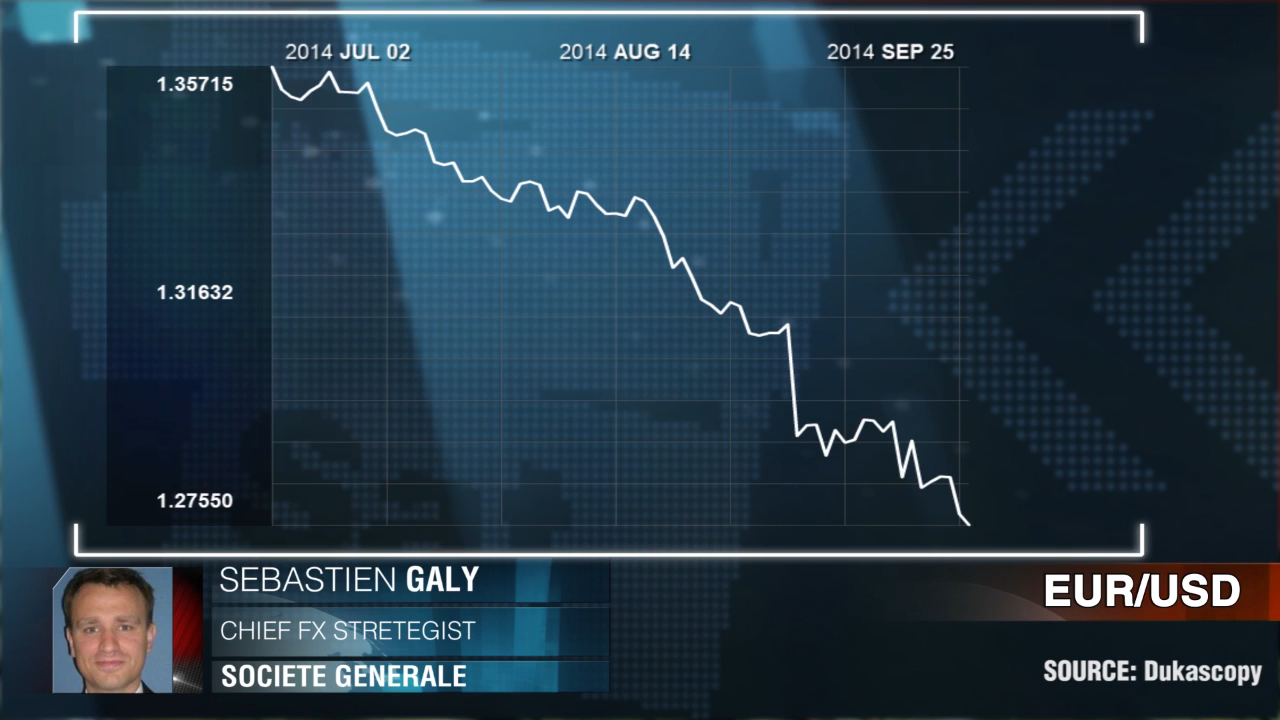 2014 JUL 02 2014 AUG 14 2014 SEP 25
1.35715
1.31632
1.27550
SEBASTIEN GALY
CHIEF FX STRETEGIST
SOCIETE GENERALE
EUR/USD
SOURCE: Dukascopy